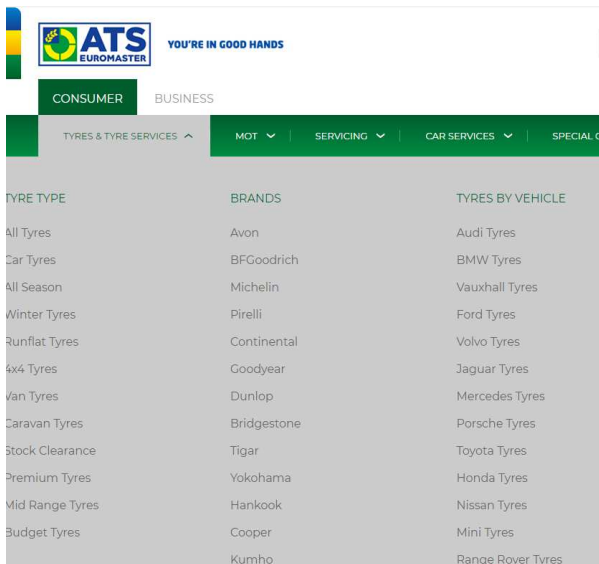 ATS
EUROMASTER
YOU'RE IN GOOD HANDS
CONSUMER BUSINESS
TYRES & TYRE SERVICES MOT SERVICING CAR SERVICES SPECIAL
TYRE TYPE
All Tyres
Car Tyres
All Season
Winter Tyres
Runflat Tyres
4x4 Tyres
Van Tyres
Caravan Tyres
Stock Clearance
Premium Tyres
Mid Range Tyres
Budget Tyres
BRANDS
Avon
BFGoodrich
Michelin
Pirelli
Continental
Goodyear
Dunlop
Bridgestone
Tigar
Yokohama
Hankook
Cooper
Kumho
TYRES BY VEHICLE
Audi Tyres
BMW Tyres
Vauxhall Tyres
Ford Tyres
Volvo Tyres
Jaguar Tyres
Mercedes Tyres
Porsche Tyres
Toyota Tyres
Honda Tyres
Nissan Tyres
Mini Tyres
Range Rover Tyres